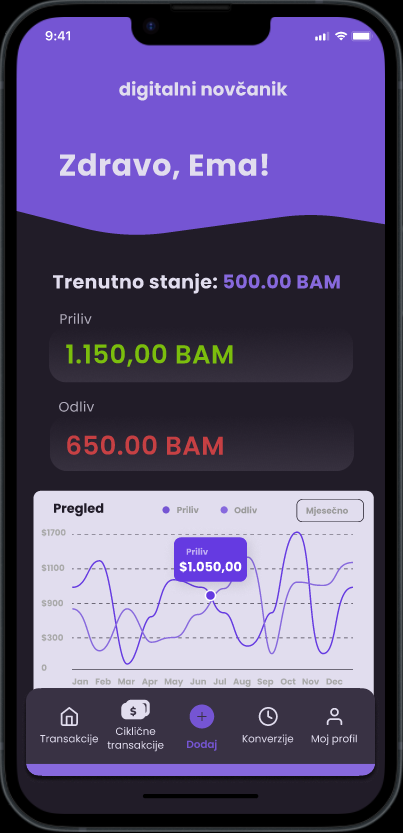 9:41
digitalni novčanik
Zdravo, Ema!
Trenutno stanje: 500.00 BAM
Priliv
1.150,00 BAM
Odliv
650.00 BAM
Pregled
Priliv
Odliv
Mjesečno
$1700
Priliv
$1.050,00
$1100
$900
$300
0
Jan Feb Mar Apr May Jun Jul Aug Sep Oct Nov Dec
Transakcije
$
Ciklične
transakcije
Dodaj
Konverzije
Moj profil